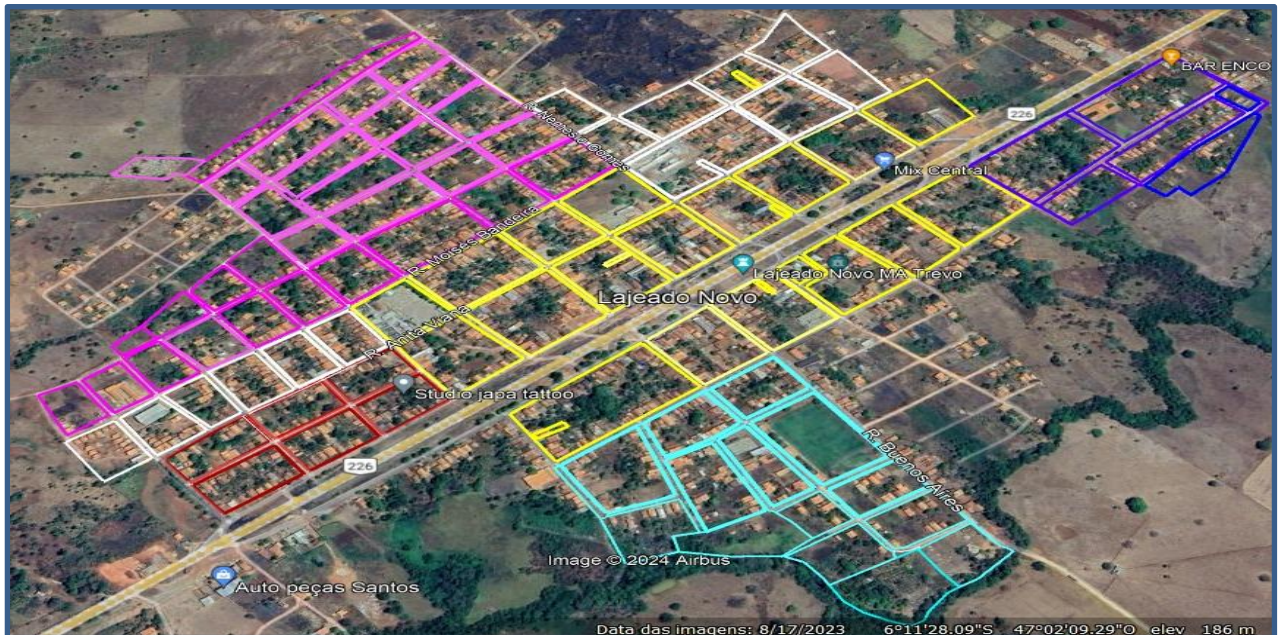 BAR ENCO
226
R. Nemesio Gomes
Mix Central
R. Moisés Bandeira
Lajeado Novo MA Trevo
Lajeado Novo
R. Anita Viana
Studio japa tattoo
R. Buenos Aires
226
Image © 2024 Airbus
Auto peças Santos
Data das imagens: 8/17/2023 6°11'28.09"S 47°02'09.29"O elev 186 m